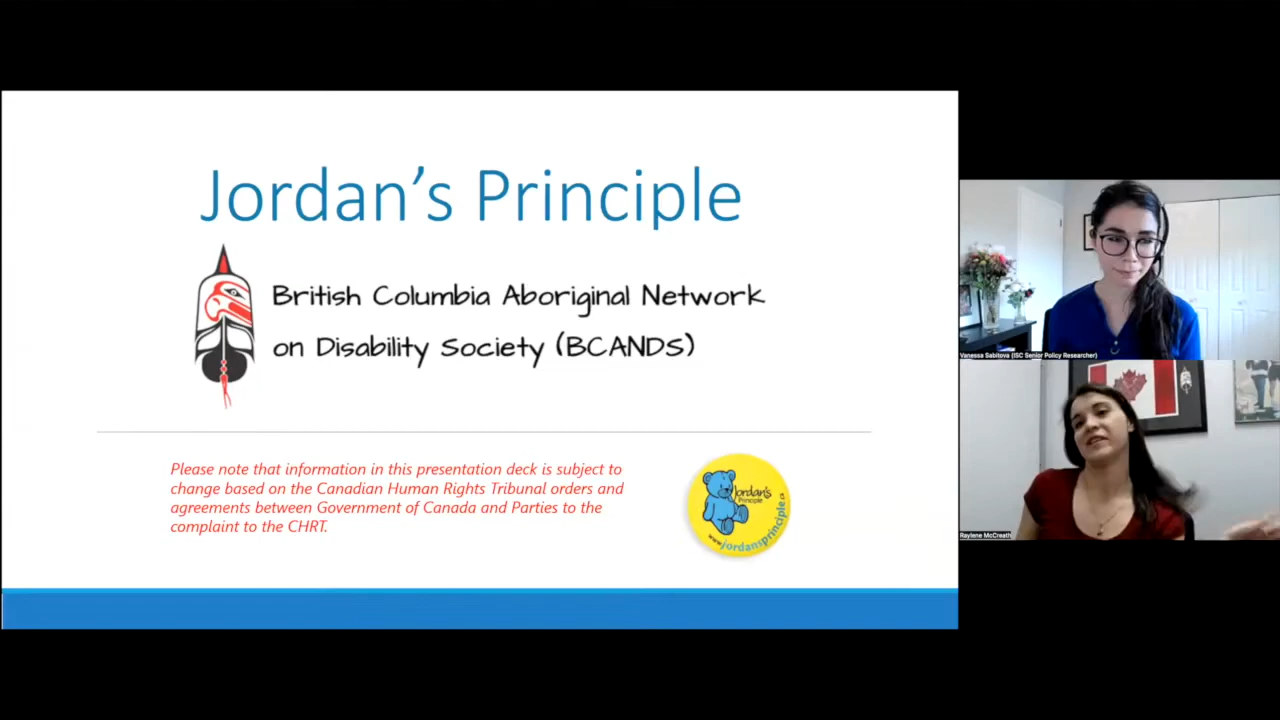 Jordan's Principle
British Columbia Aboriginal Network
on Disability Society (BCANDS)
Please note that information in this presentation deck is subject to
change based on the Canadian Human Rights Tribunal orders and
agreements between Government of Canada and Parties to the
complaint to the CHRT.
Jordan's
Principle
www.jordansprinciple.ca
Vanessa Sabitova (ISC Senior Policy Researcher)
Raylene McCreath